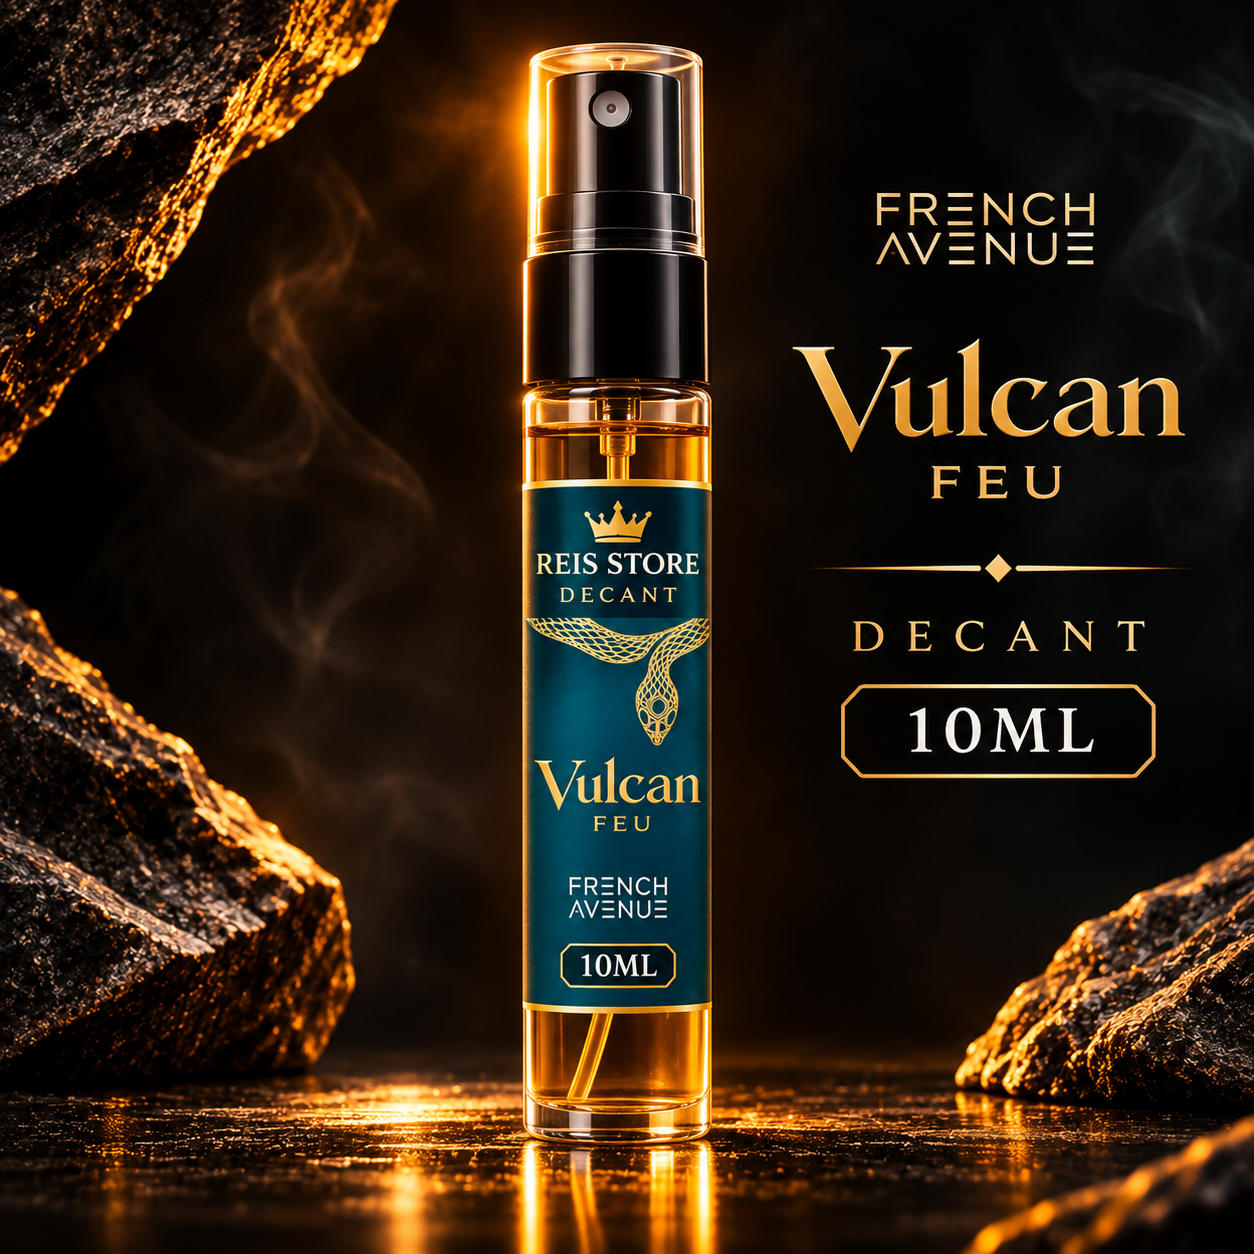 REIS STORE
DECANT
Vulcan
FEU
FRENCH
AVENUE
10ML
FRENCH
AVENUE
Vulcan
FEU
DECANT
10ML